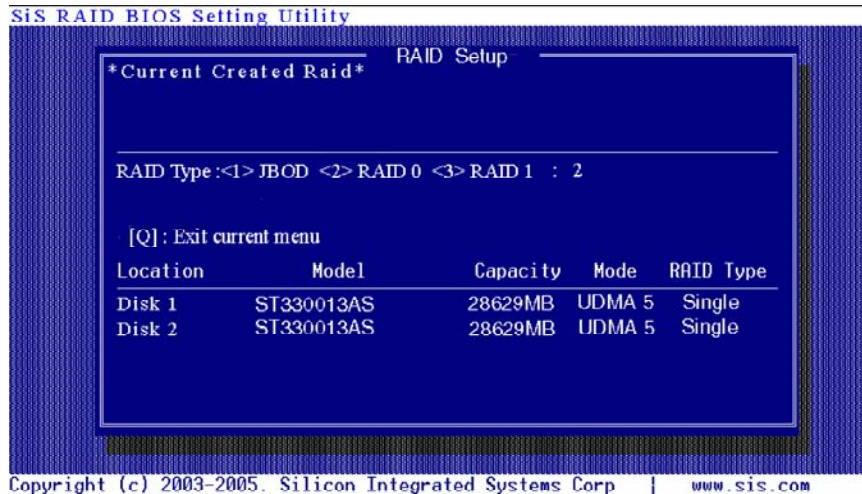 SiS RAID BIOS Setting Utility
RAID Setup
*Current Created Raid*
RAID Type :<1> JBOD <2> RAID 0 <3> RAID 1 : 2
[Q] : Exit current menu
Location Model Capacity Mode RAID Type
Disk 1 ST330013AS 28629MB UDMA 5 Single
Disk 2 ST330013AS 28629MB UDMA 5 Single
Copyright (c) 2003-2005. Silicon Integrated Systems Corp | www.sis.com